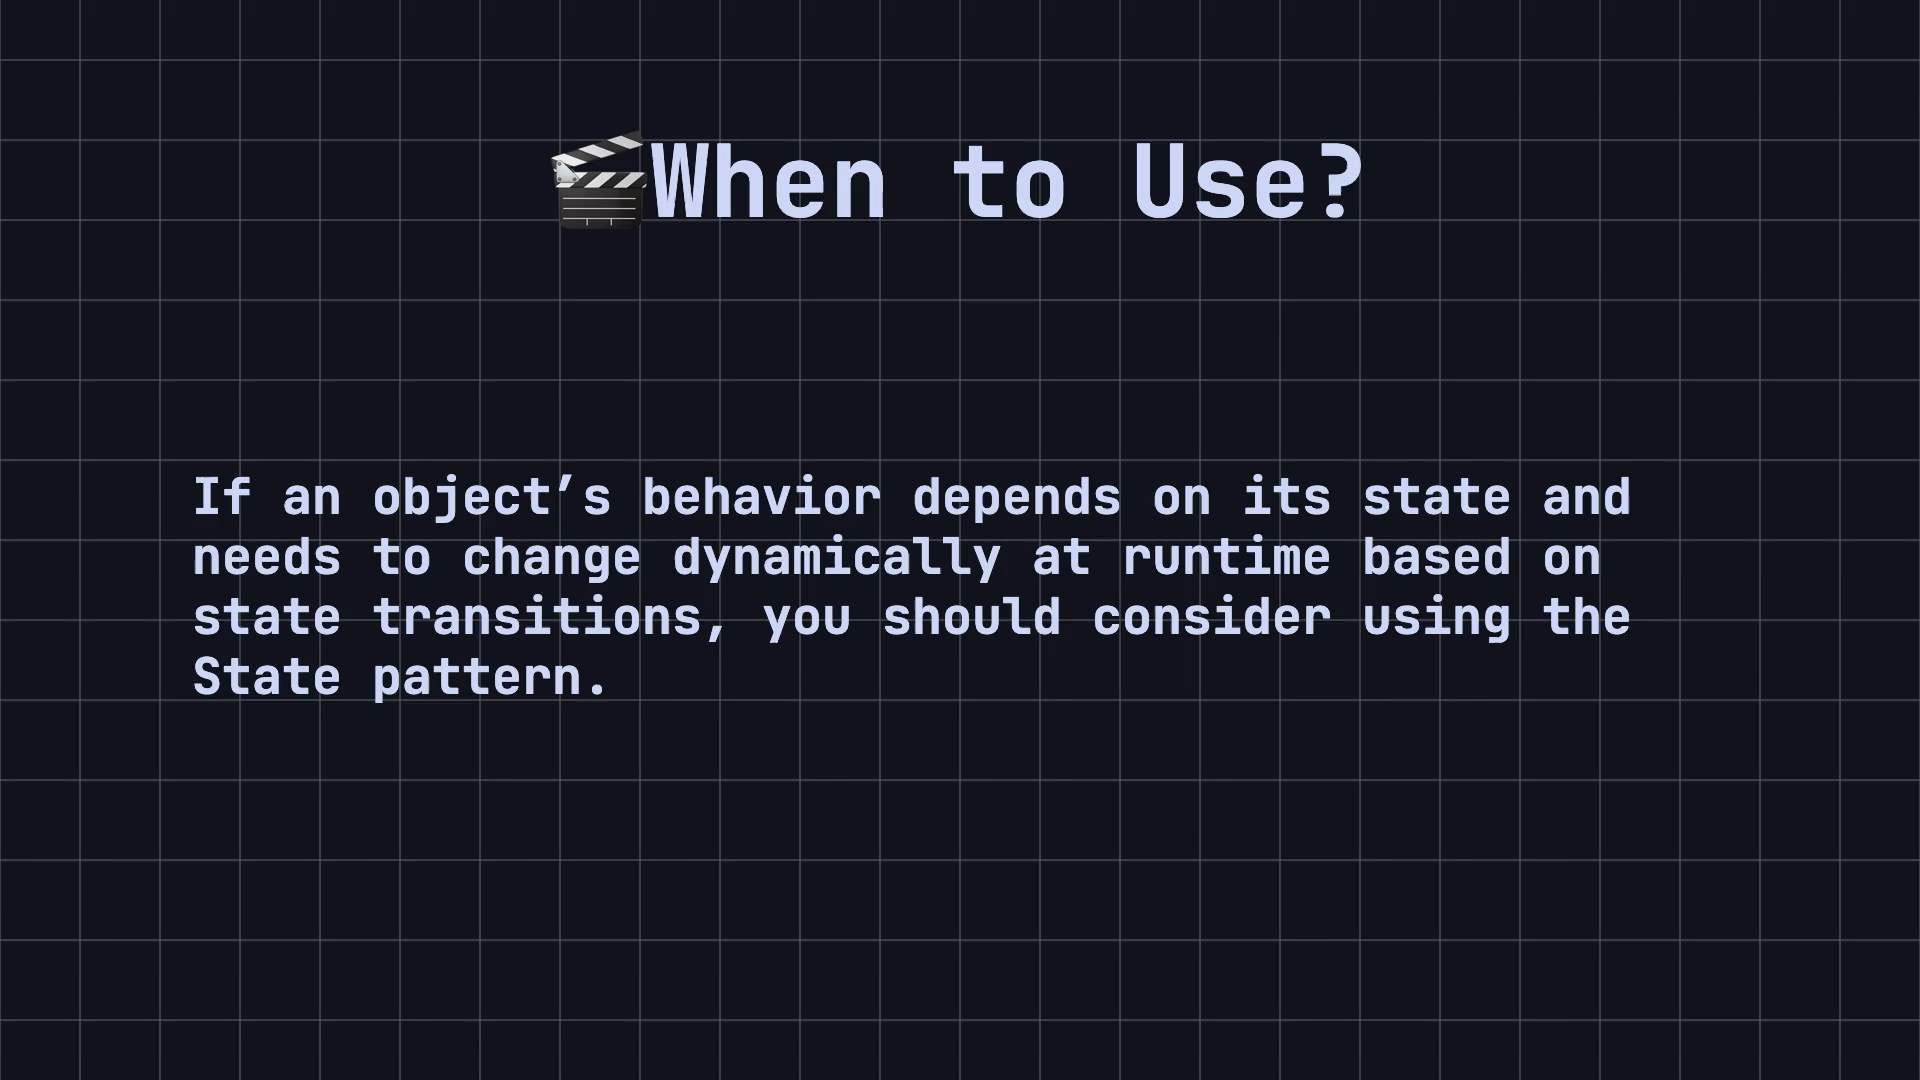 When to Use?
If an object’s behavior depends on its state and
needs to change dynamically at runtime based on
state transitions, you should consider using the
State pattern.